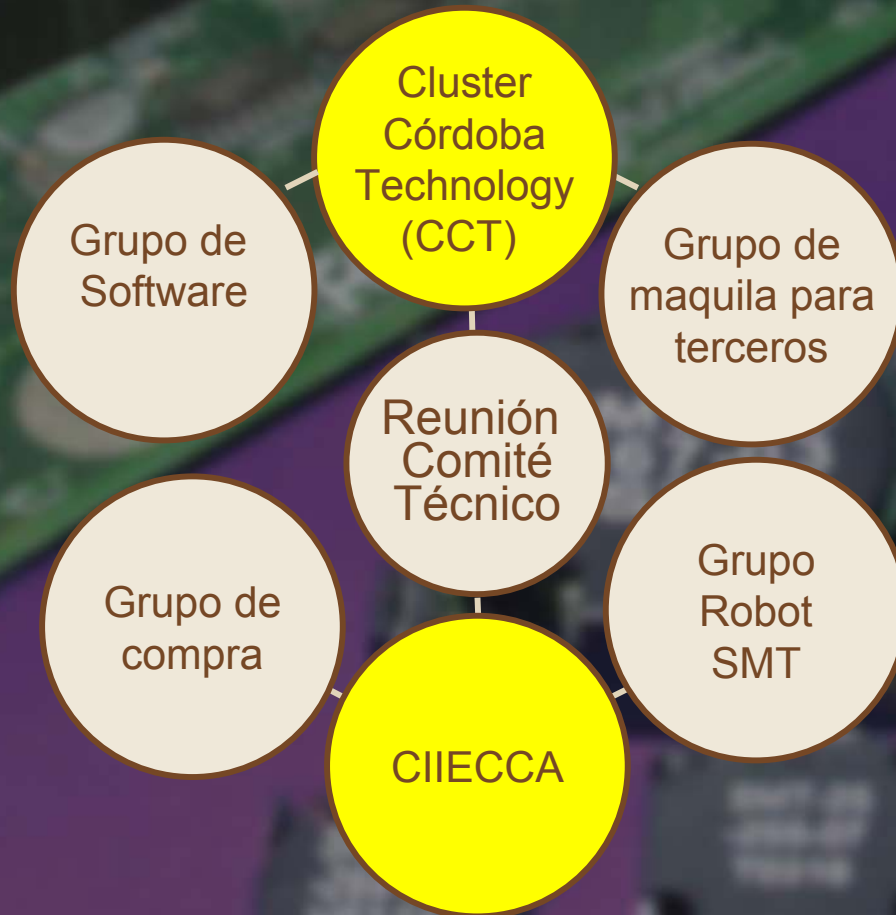 Cluster
Córdoba
Technology
(CCT)
Grupo de
Software
Grupo de
maquila para
terceros
Reunión
Comité
Técnico
Grupo de
compra
Grupo
Robot
SMT
CIIECCA